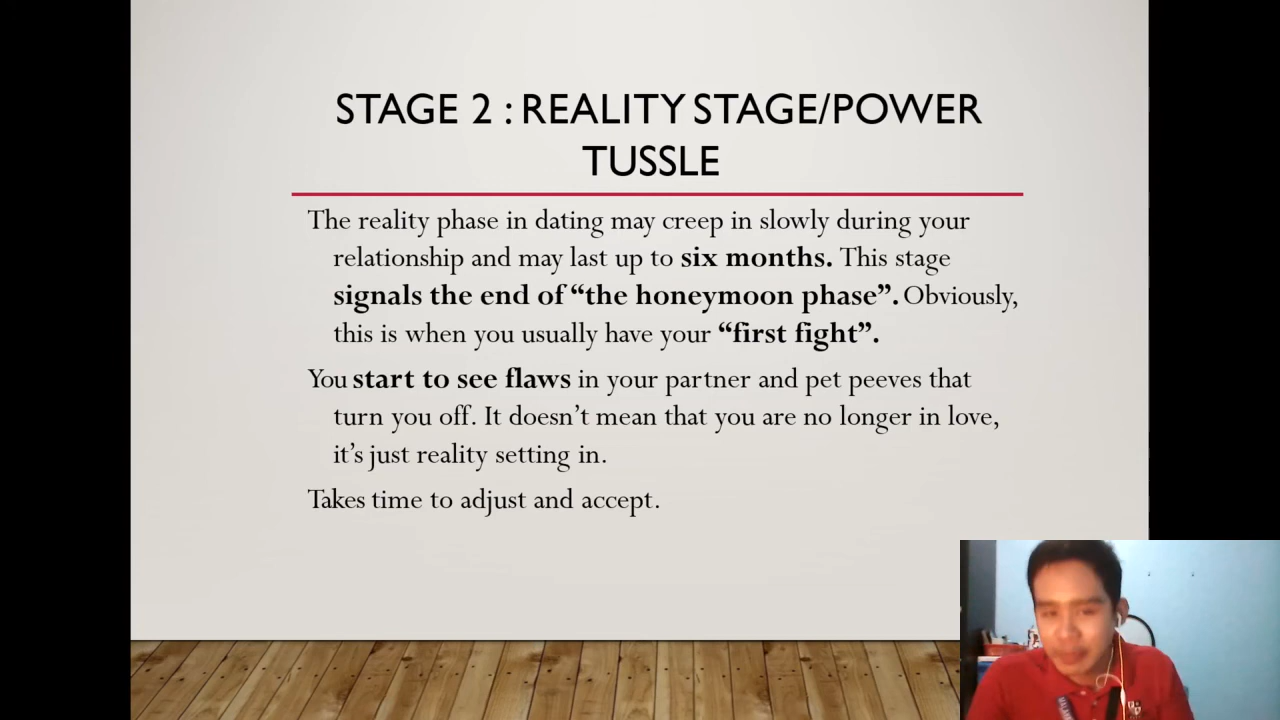 STAGE 2 : REALITY STAGE/POWER
TUSSLE
The reality phase in dating may creep in slowly during your
relationship and may last up to six months. This stage
signals the end of “the honeymoon phase”. Obviously,
this is when you usually have your “first fight”.
You start to see flaws in your partner and pet peeves that
turn you off. It doesn’t mean that you are no longer in love,
it’s just reality setting in.
Takes time to adjust and accept.